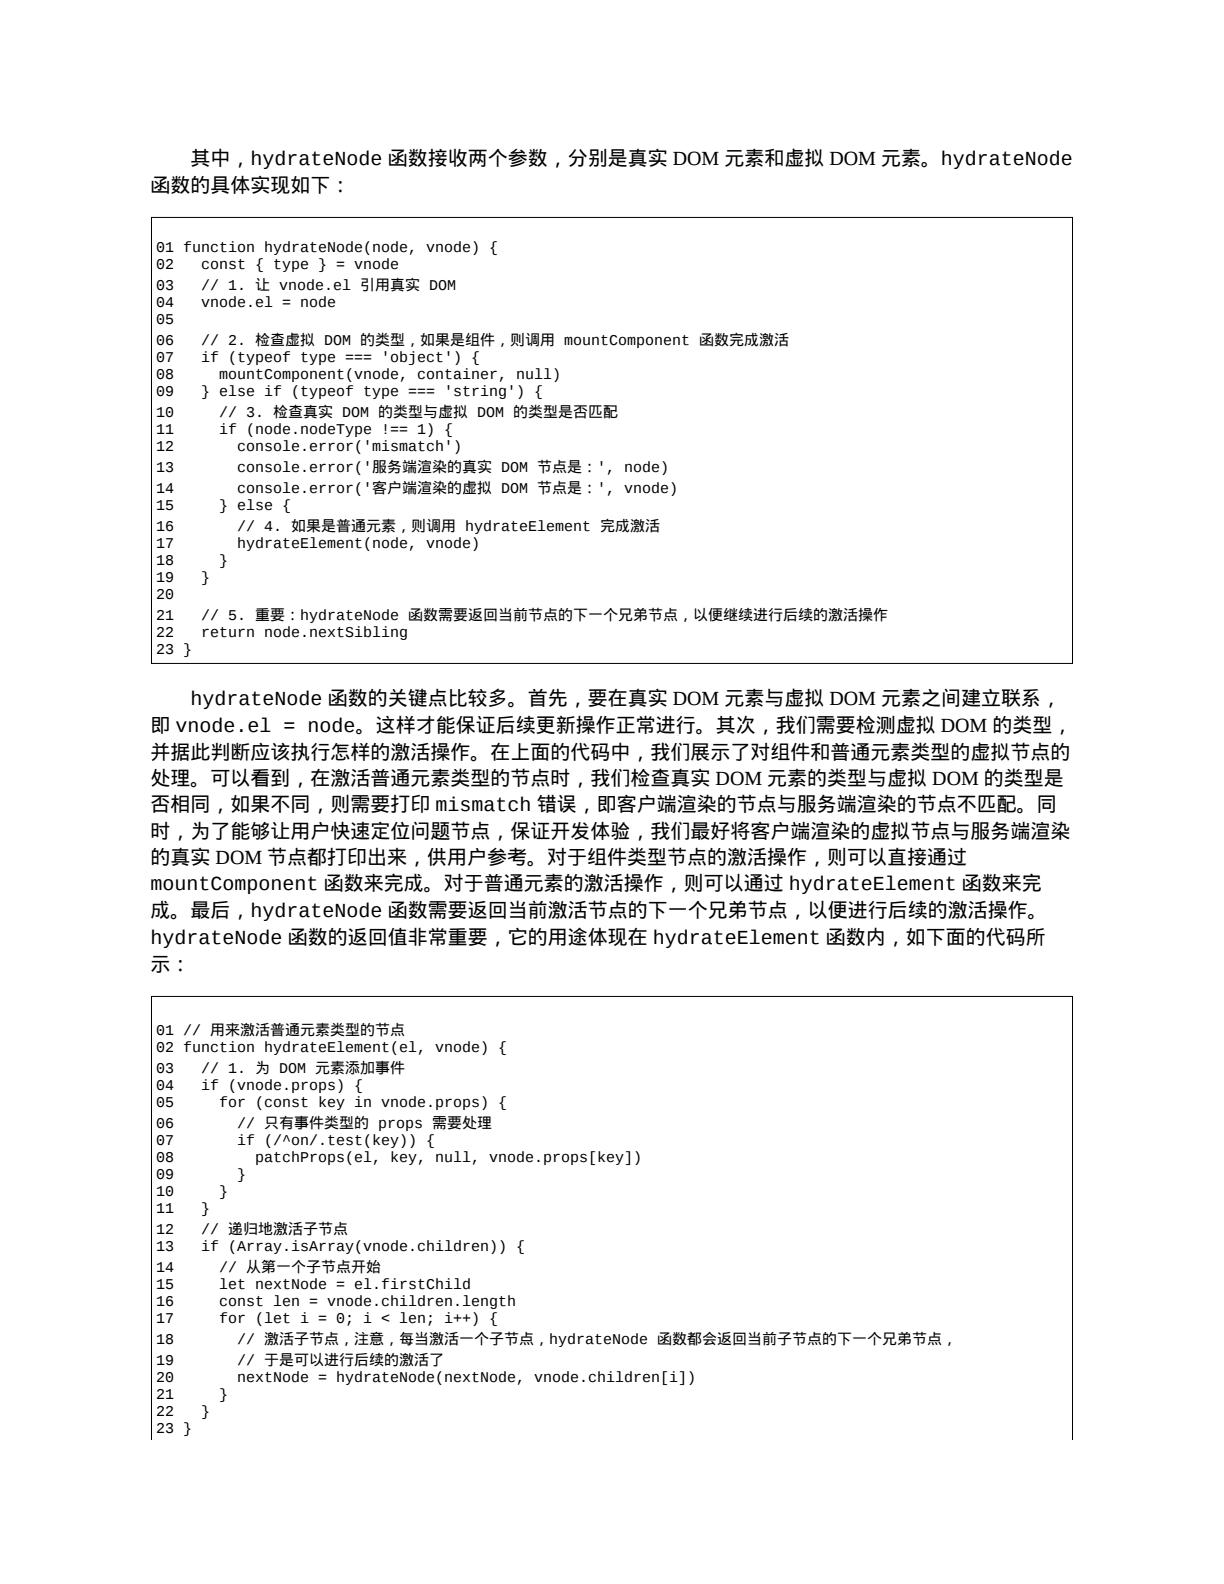 其中，hydrateNode 函数接收两个参数，分别是真实 DOM 元素和虚拟 DOM 元素。hydrateNode
函数的具体实现如下：
01 function hydrateNode(node, vnode) {
02   const { type } = vnode
03   // 1. 让 vnode.el 引用真实 DOM
04   vnode.el = node
05
06   // 2. 检查虚拟 DOM 的类型，如果是组件，则调用 mountComponent 函数完成激活
07   if (typeof type === 'object') {
08     mountComponent(vnode, container, null)
09   } else if (typeof type === 'string') {
10     // 3. 检查真实 DOM 的类型与虚拟 DOM 的类型是否匹配
11     if (node.nodeType !== 1) {
12       console.error('mismatch')
13       console.error('服务端渲染的真实 DOM 节点是：', node)
14       console.error('客户端渲染的虚拟 DOM 节点是：', vnode)
15     } else {
16       // 4. 如果是普通元素，则调用 hydrateElement 完成激活
17       hydrateElement(node, vnode)
18     }
19   }
20
21   // 5. 重要：hydrateNode 函数需要返回当前节点的下一个兄弟节点，以便继续进行后续的激活操作
22   return node.nextSibling
23 }
hydrateNode 函数的关键点比较多。首先，要在真实 DOM 元素与虚拟 DOM 元素之间建立联系，
即 vnode.el = node。这样才能保证后续更新操作正常进行。其次，我们需要检测虚拟 DOM 的类型，
并据此判断应该执行怎样的激活操作。在上面的代码中，我们展示了对组件和普通元素类型的虚拟节点的
处理。可以看到，在激活普通元素类型的节点时，我们检查真实 DOM 元素的类型与虚拟 DOM 的类型是
否相同，如果不同，则需要打印 mismatch 错误，即客户端渲染的节点与服务端渲染的节点不匹配。同
时，为了能够让用户快速定位问题节点，保证开发体验，我们最好将客户端渲染的虚拟节点与服务端渲染
的真实 DOM 节点都打印出来，供用户参考。对于组件类型节点的激活操作，则可以直接通过
mountComponent 函数来完成。对于普通元素的激活操作，则可以通过 hydrateElement 函数来完
成。最后，hydrateNode 函数需要返回当前激活节点的下一个兄弟节点，以便进行后续的激活操作。
hydrateNode 函数的返回值非常重要，它的用途体现在 hydrateElement 函数内，如下面的代码所
示：
01 // 用来激活普通元素类型的节点
02 function hydrateElement(el, vnode) {
03   // 1. 为 DOM 元素添加事件
04   if (vnode.props) {
05     for (const key in vnode.props) {
06       // 只有事件类型的 props 需要处理
07       if (/^on/.test(key)) {
08         patchProps(el, key, null, vnode.props[key])
09       }
10     }
11   }
12   // 递归地激活子节点
13   if (Array.isArray(vnode.children)) {
14     // 从第一个子节点开始
15     let nextNode = el.firstChild
16     const len = vnode.children.length
17     for (let i = 0; i < len; i++) {
18       // 激活子节点，注意，每当激活一个子节点，hydrateNode 函数都会返回当前子节点的下一个兄弟节点，
19       // 于是可以进行后续的激活了
20       nextNode = hydrateNode(nextNode, vnode.children[i])
21     }
22   }
23 }